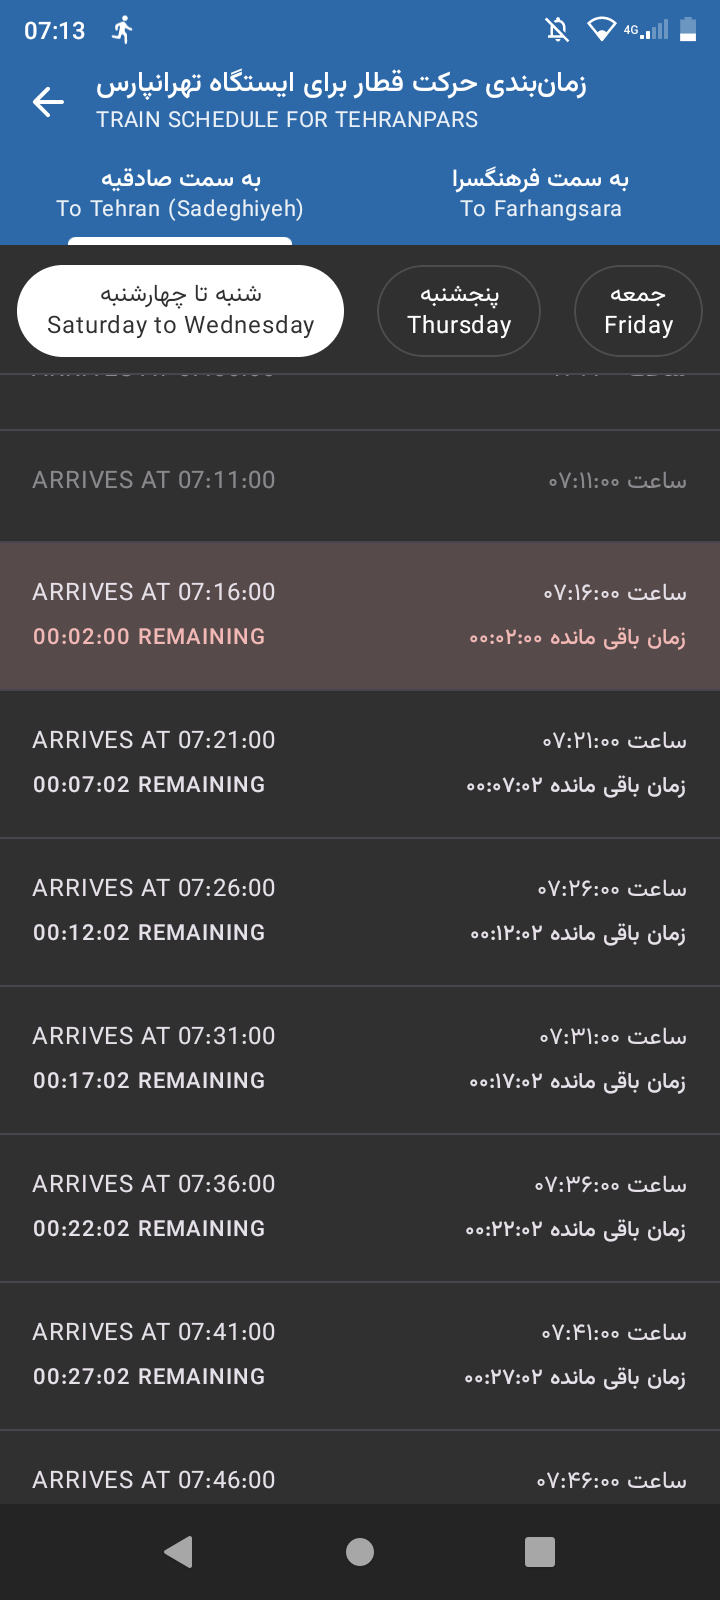 07:13
4G
زمان‌بندی حرکت قطار برای ایستگاه تهرانپارس
TRAIN SCHEDULE FOR TEHRANPARS
به سمت صادقیه
To Tehran (Sadeghiyeh)
به سمت فرهنگسرا
To Farhangsara
شنبه تا چهارشنبه
Saturday to Wednesday
پنجشنبه
Thursday
جمعه
Friday
ARRIVES AT 07:11:00
ساعت ۰۷:۱۱:۰۰
ARRIVES AT 07:16:00
ساعت ۰۷:۱۶:۰۰
00:02:00 REMAINING
زمان باقی مانده ۰۰:۰۲:۰۰
ARRIVES AT 07:21:00
ساعت ۰۷:۲۱:۰۰
00:07:02 REMAINING
زمان باقی مانده ۰۰:۰۷:۰۲
ARRIVES AT 07:26:00
ساعت ۰۷:۲۶:۰۰
00:12:02 REMAINING
زمان باقی مانده ۰۰:۱۲:۰۲
ARRIVES AT 07:31:00
ساعت ۰۷:۳۱:۰۰
00:17:02 REMAINING
زمان باقی مانده ۰۰:۱۷:۰۲
ARRIVES AT 07:36:00
ساعت ۰۷:۳۶:۰۰
00:22:02 REMAINING
زمان باقی مانده ۰۰:۲۲:۰۲
ARRIVES AT 07:41:00
ساعت ۰۷:۴۱:۰۰
00:27:02 REMAINING
زمان باقی مانده ۰۰:۲۷:۰۲
ARRIVES AT 07:46:00
ساعت ۰۷:۴۶:۰۰